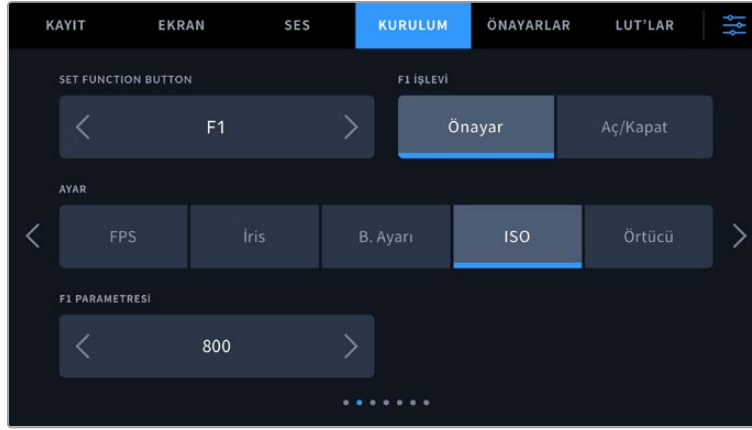 KAYIT EKRAN SES KURULUM ÖNAYARLAR LUT'LAR
SET FUNCTION BUTTON F1 İŞLEVİ
F1 Önayar Aç/Kapat
AYAR
FPS İris B. Ayarı ISO Örtücü
F1 PARAMETRESİ
800